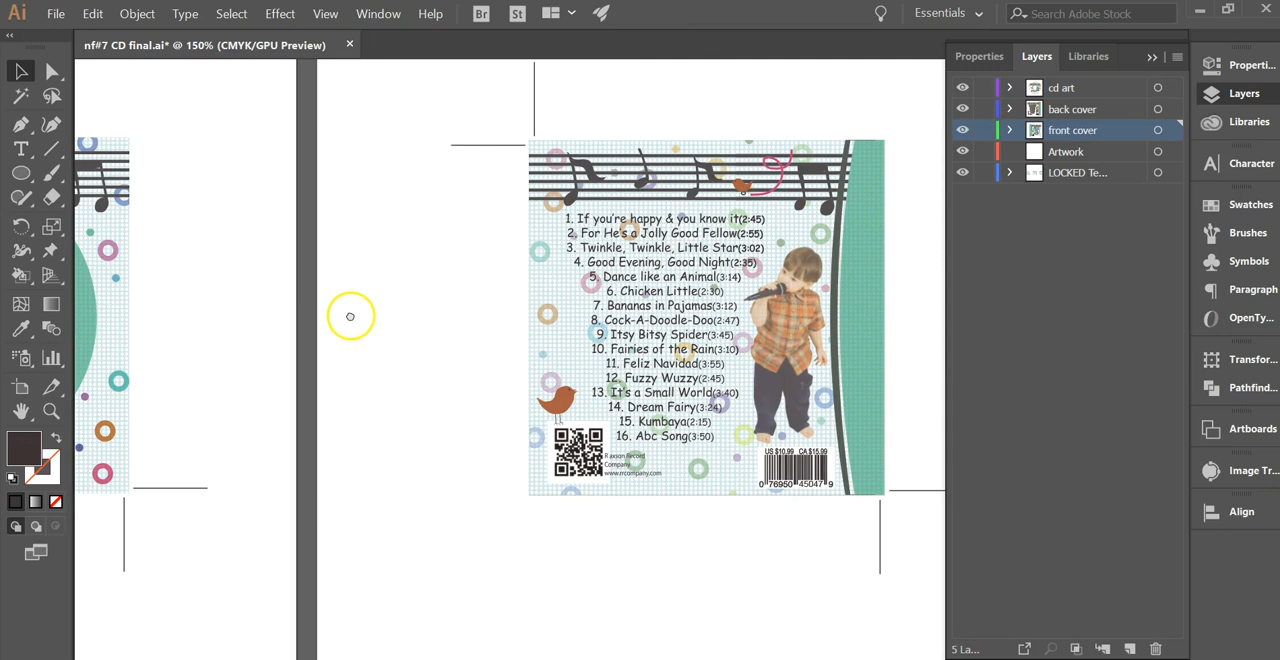 Ai File Edit Object Type Select Effect View Window Help Br St Essentials Search Adobe Stock
nf#7 CD final.ai* @ 150% (CMYK/GPU Preview)
Properties Layers Libraries
cd art
back cover
front cover
Artwork
LOCKED Te...
5 La...
Properti...
Layers
Libraries
Character
Swatches
Brushes
Symbols
Paragraph
OpenTy...
Transfor...
Pathfind...
Artboards
Image Tr...
Align
1. If you're happy & you know it(2:45)
2. For He's a Jolly Good Fellow(2:55)
3. Twinkle, Twinkle, Little Star(3:02)
4. Good Evening, Good Night(2:35)
5. Dance like an Animal(3:14)
6. Chicken Little(2:30)
7. Bananas in Pajamas(3:12)
8. Cock-A-Doodle-Doo(2:47)
9. Itsy Bitsy Spider(3:45)
10. Fairies of the Rain(3:10)
11. Feliz Navidad(3:55)
12. Fuzzy Wuzzy(2:45)
13. It's a Small World(3:40)
14. Dream Fairy(3:24)
15. Kumbaya(2:15)
16. Abc Song(3:50)
R axsion Record
Company
www.rrcompany.com
US $10.99 CA $15.99
0 76950 45047 9